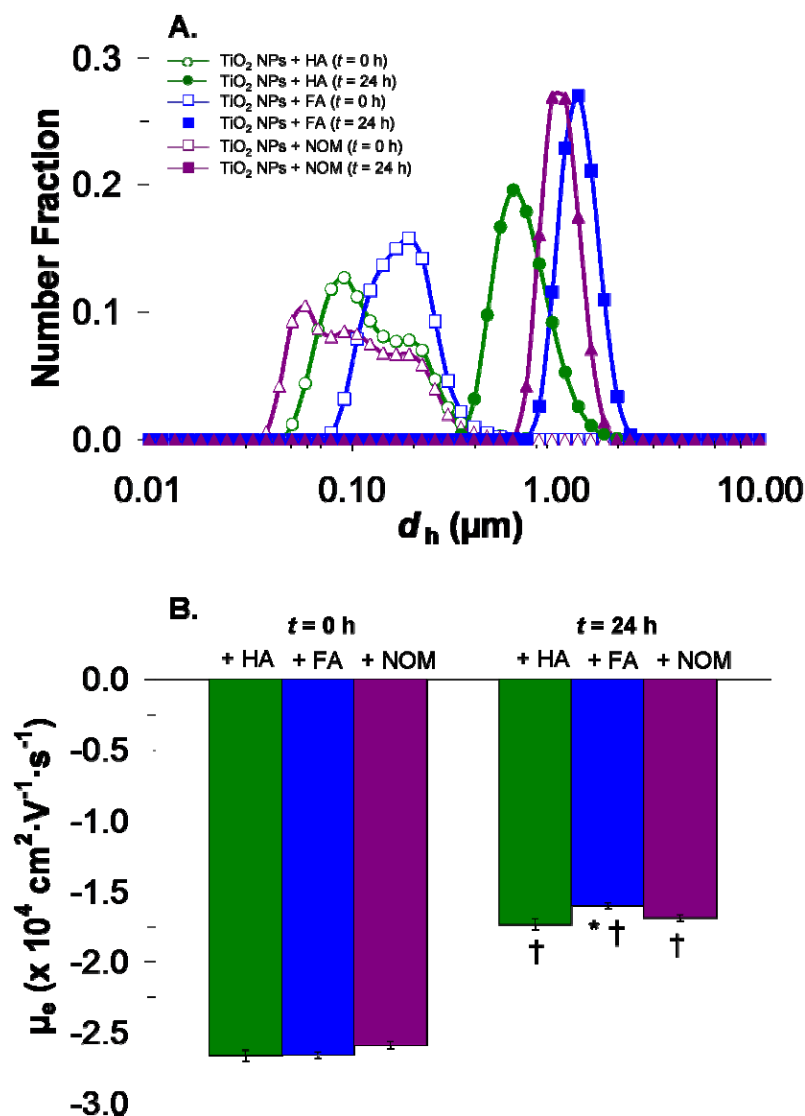 A.
TiO₂ NPs + HA (t = 0 h)
TiO₂ NPs + HA (t = 24 h)
TiO₂ NPs + FA (t = 0 h)
TiO₂ NPs + FA (t = 24 h)
TiO₂ NPs + NOM (t = 0 h)
TiO₂ NPs + NOM (t = 24 h)
0.3
0.2
0.1
0.0
Number Fraction
0.01
0.10
1.00
10.00
d h (µm)
B.
t = 0 h
t = 24 h
+ HA
+ FA
+ NOM
+ HA
+ FA
+ NOM
0.0
-0.5
-1.0
-1.5
-2.0
-2.5
-3.0
µe (x 10⁴ cm²·V⁻¹·s⁻¹)
†
* †
†